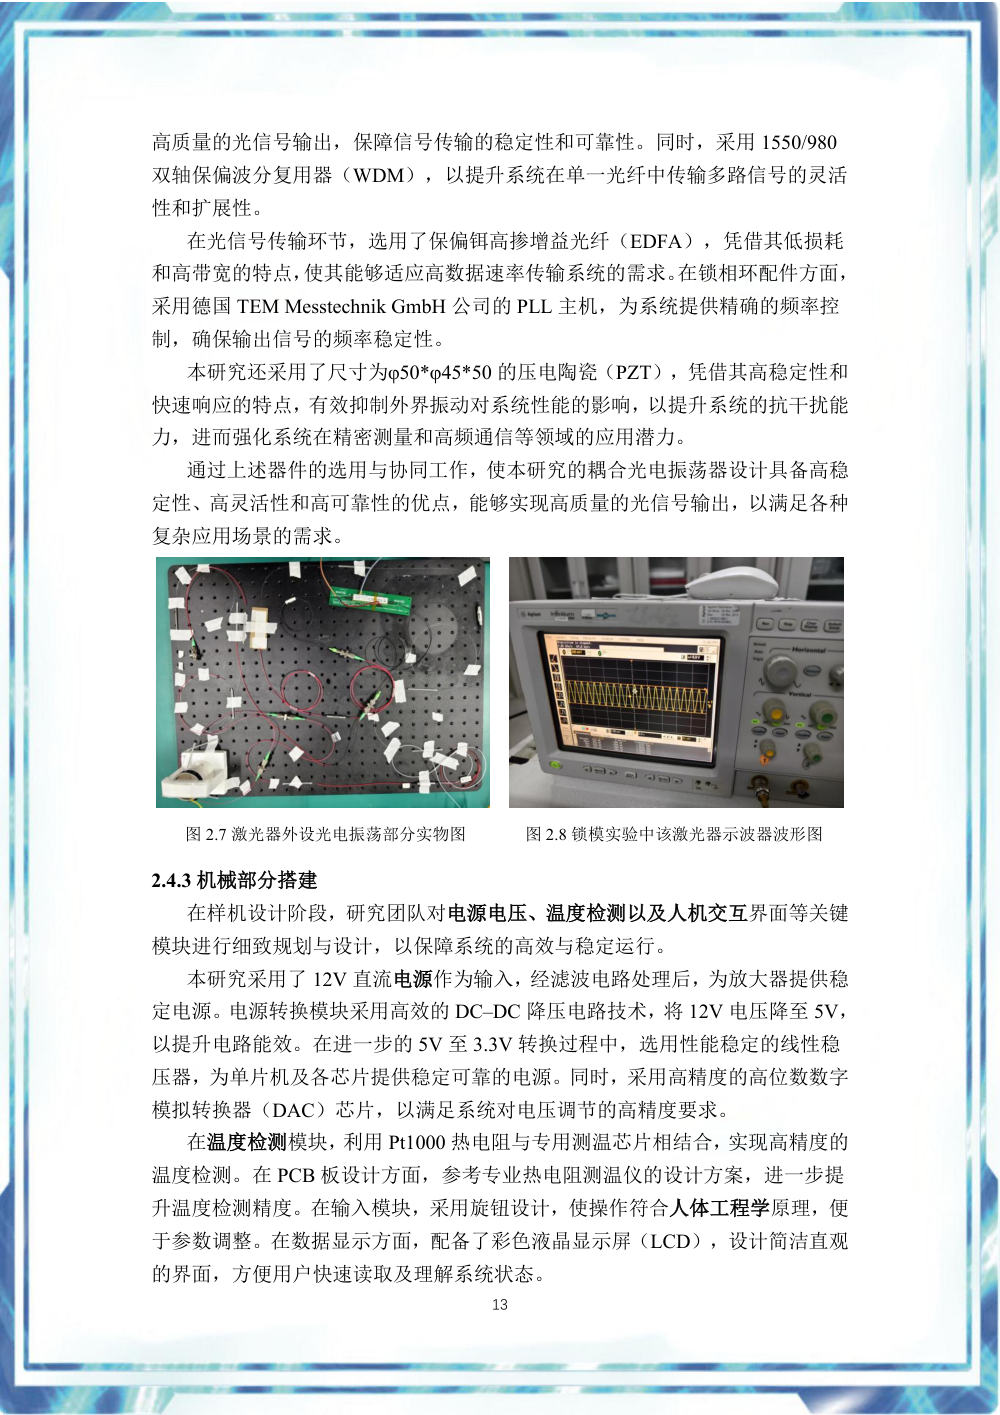 高质量的光信号输出，保障信号传输的稳定性和可靠性。同时，采用 1550/980
双轴保偏波分复用器（WDM），以提升系统在单一光纤中传输多路信号的灵活
性和扩展性。
在光信号传输环节，选用了保偏铒高掺增益光纤（EDFA），凭借其低损耗
和高带宽的特点，使其能够适应高数据速率传输系统的需求。在锁相环配件方面，
采用德国 TEM Messtechnik GmbH 公司的 PLL 主机，为系统提供精确的频率控
制，确保输出信号的频率稳定性。
本研究还采用了尺寸为φ50*φ45*50 的压电陶瓷（PZT），凭借其高稳定性和
快速响应的特点，有效抑制外界振动对系统性能的影响，以提升系统的抗干扰能
力，进而强化系统在精密测量和高频通信等领域的应用潜力。
通过上述器件的选用与协同工作，使本研究的耦合光电振荡器设计具备高稳
定性、高灵活性和高可靠性的优点，能够实现高质量的光信号输出，以满足各种
复杂应用场景的需求。
Agilent
Horizontal
Vertical
图 2.7 激光器外设光电振荡部分实物图
图 2.8 锁模实验中该激光器示波器波形图
2.4.3 机械部分搭建
在样机设计阶段，研究团队对电源电压、温度检测以及人机交互界面等关键
模块进行细致规划与设计，以保障系统的高效与稳定运行。
本研究采用了 12V 直流电源作为输入，经滤波电路处理后，为放大器提供稳
定电源。电源转换模块采用高效的 DC–DC 降压电路技术，将 12V 电压降至 5V，
以提升电路能效。在进一步的 5V 至 3.3V 转换过程中，选用性能稳定的线性稳
压器，为单片机及各芯片提供稳定可靠的电源。同时，采用高精度的高位数数字
模拟转换器（DAC）芯片，以满足系统对电压调节的高精度要求。
在温度检测模块，利用 Pt1000 热电阻与专用测温芯片相结合，实现高精度的
温度检测。在 PCB 板设计方面，参考专业热电阻测温仪的设计方案，进一步提
升温度检测精度。在输入模块，采用旋钮设计，使操作符合人体工程学原理，便
于参数调整。在数据显示方面，配备了彩色液晶显示屏（LCD），设计简洁直观
的界面，方便用户快速读取及理解系统状态。
13